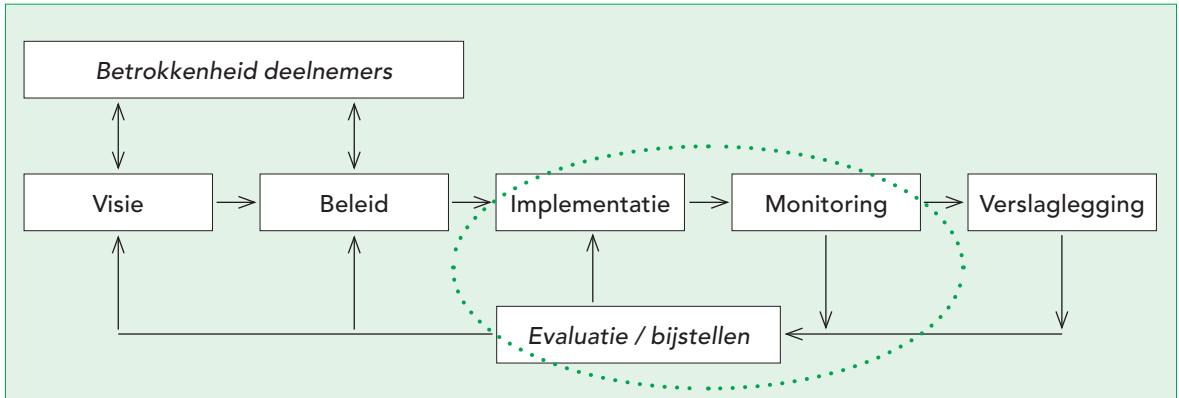 Betrokkenheid deelnemers
Visie
Beleid
Implementatie
Monitoring
Verslaglegging
Evaluatie / bijstellen